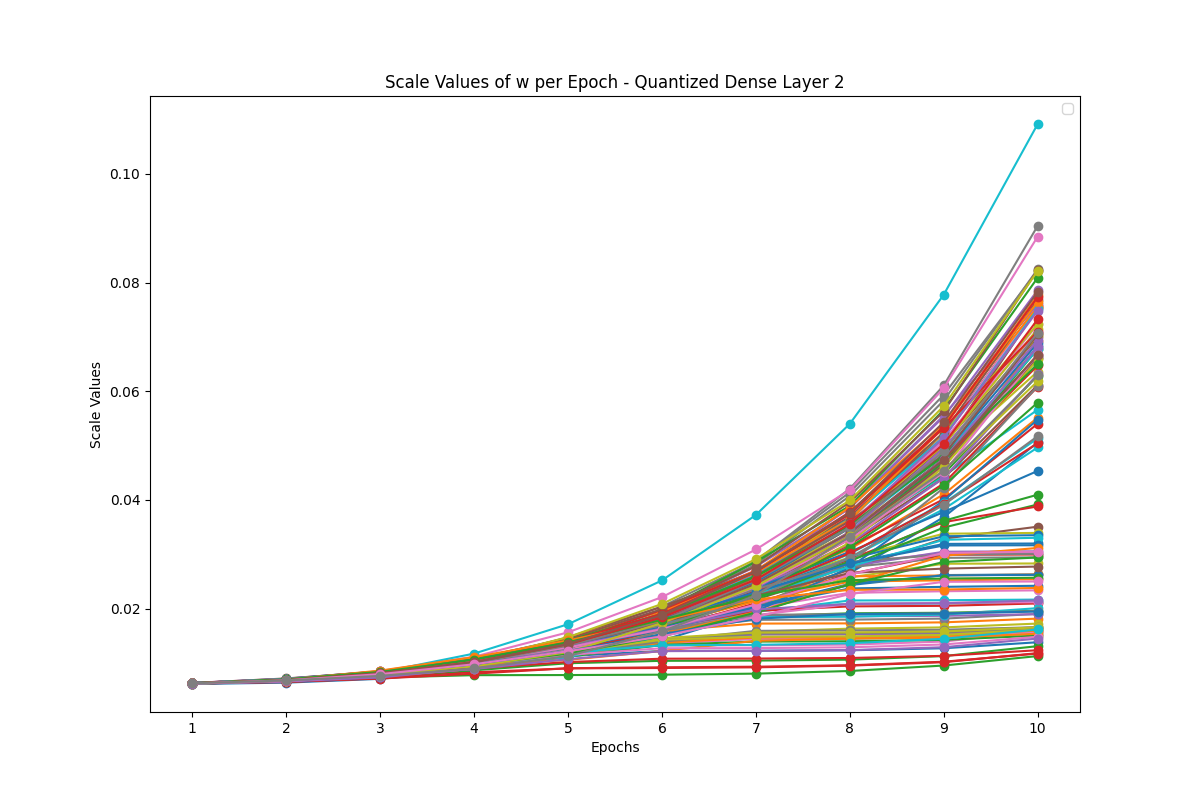 Scale Values of w per Epoch - Quantized Dense Layer 2
Scale Values
0.10
0.08
0.06
0.04
0.02
1 2 3 4 5 6 7 8 9 10
Epochs